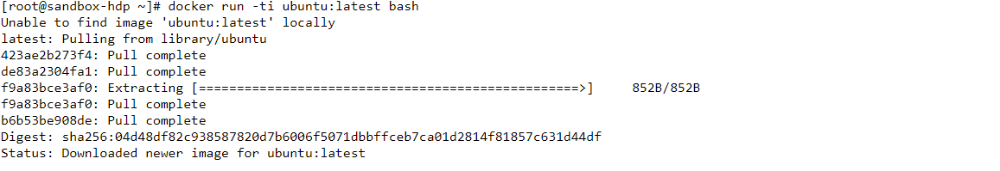 [root@sandbox-hdp ~]# docker run -ti ubuntu:latest bash
Unable to find image 'ubuntu:latest' locally
latest: Pulling from library/ubuntu
423ae2b273f4: Pull complete
de83a2304fa1: Pull complete
f9a83bce3af0: Extracting [==================================================>]     852B/852B
f9a83bce3af0: Pull complete
b6b53be908de: Pull complete
Digest: sha256:04d48df82c938587820d7b6006f5071dbbffceb7ca01d2814f81857c631d44df
Status: Downloaded newer image for ubuntu:latest